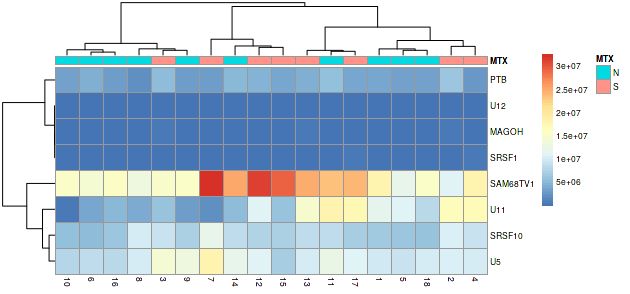 MTX
PTB
U12
MAGOH
SRSF1
SAM68TV1
U11
SRSF10
U5
10 6 16 8 3 9 7 14 12 15 13 11 17 1 5 18 2 4
3e+07
2.5e+07
2e+07
1.5e+07
1e+07
5e+06
MTX
N
S